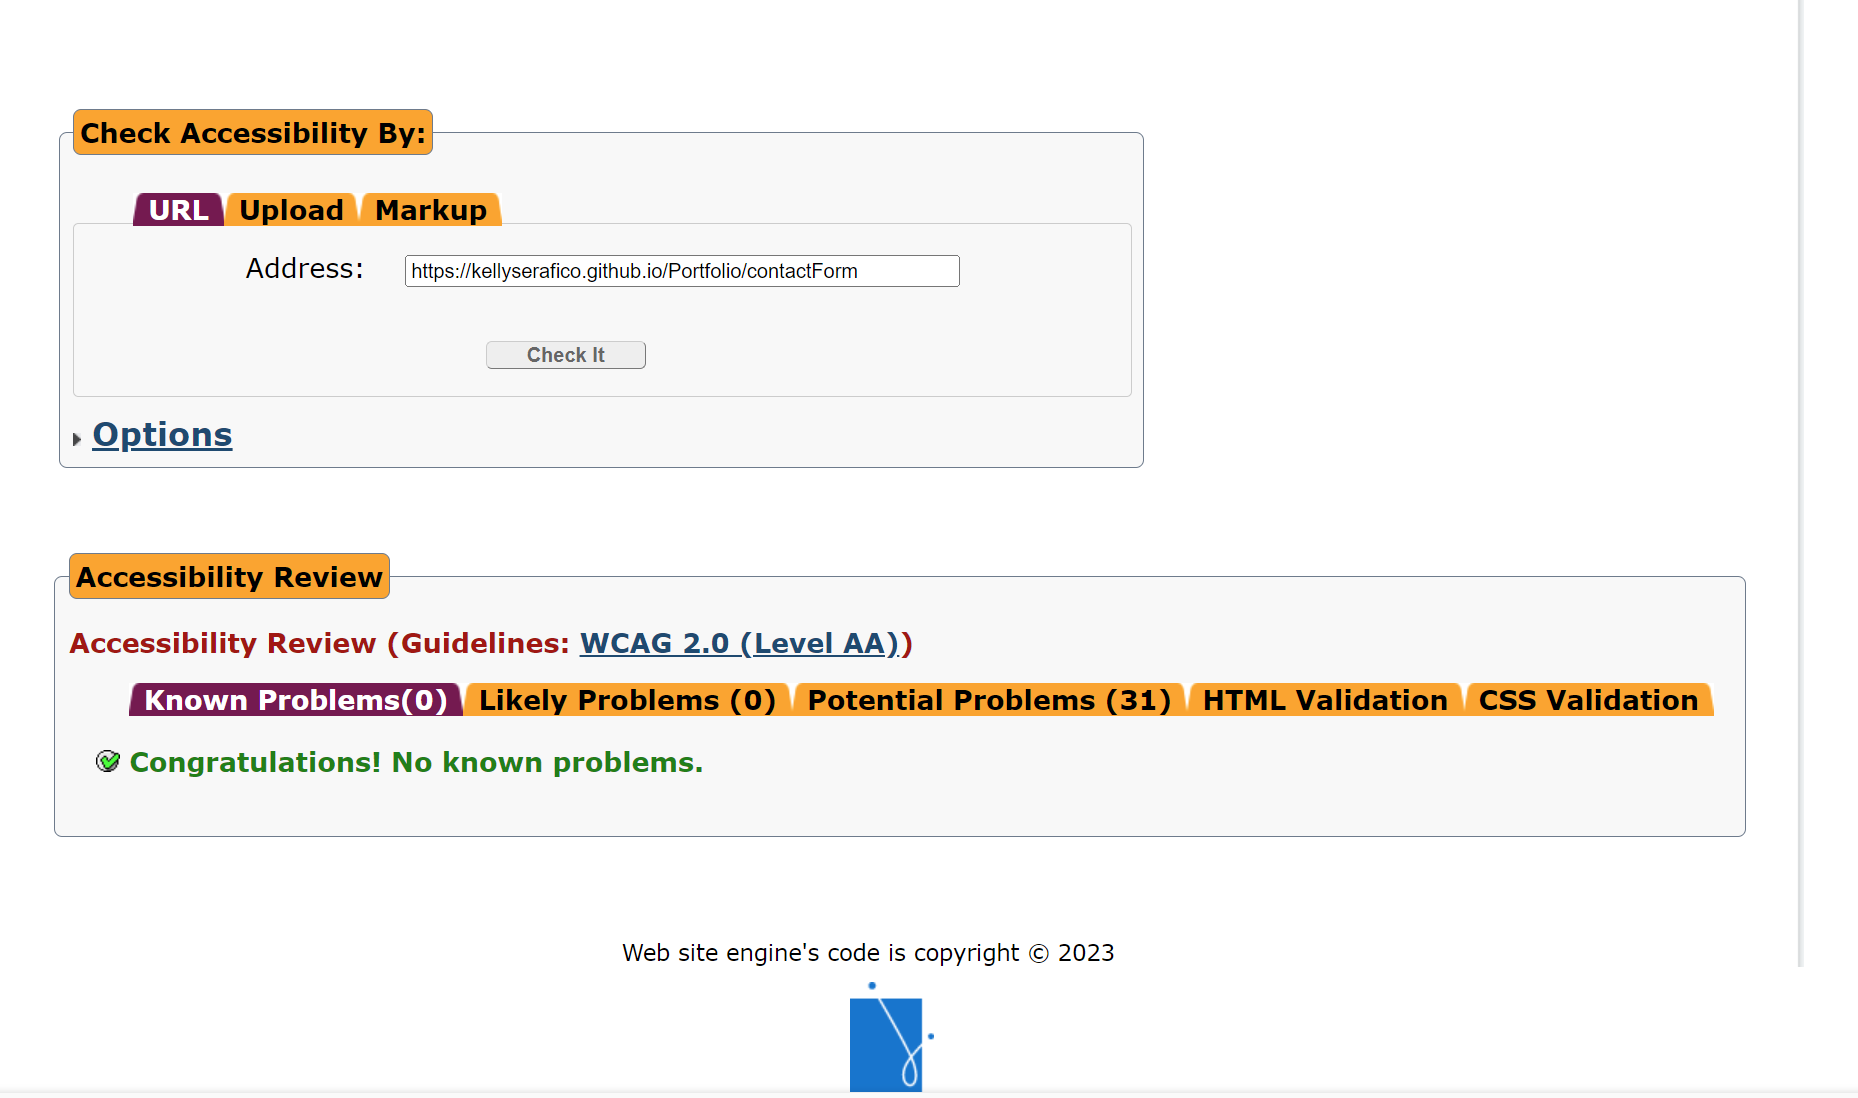 Check Accessibility By:
URL Upload Markup
Address: https://kellyserafico.github.io/Portfolio/contactForm
Check It
Options
Accessibility Review
Accessibility Review (Guidelines: WCAG 2.0 (Level AA))
Known Problems(0) Likely Problems (0) Potential Problems (31) HTML Validation CSS Validation
Congratulations! No known problems.
Web site engine's code is copyright © 2023